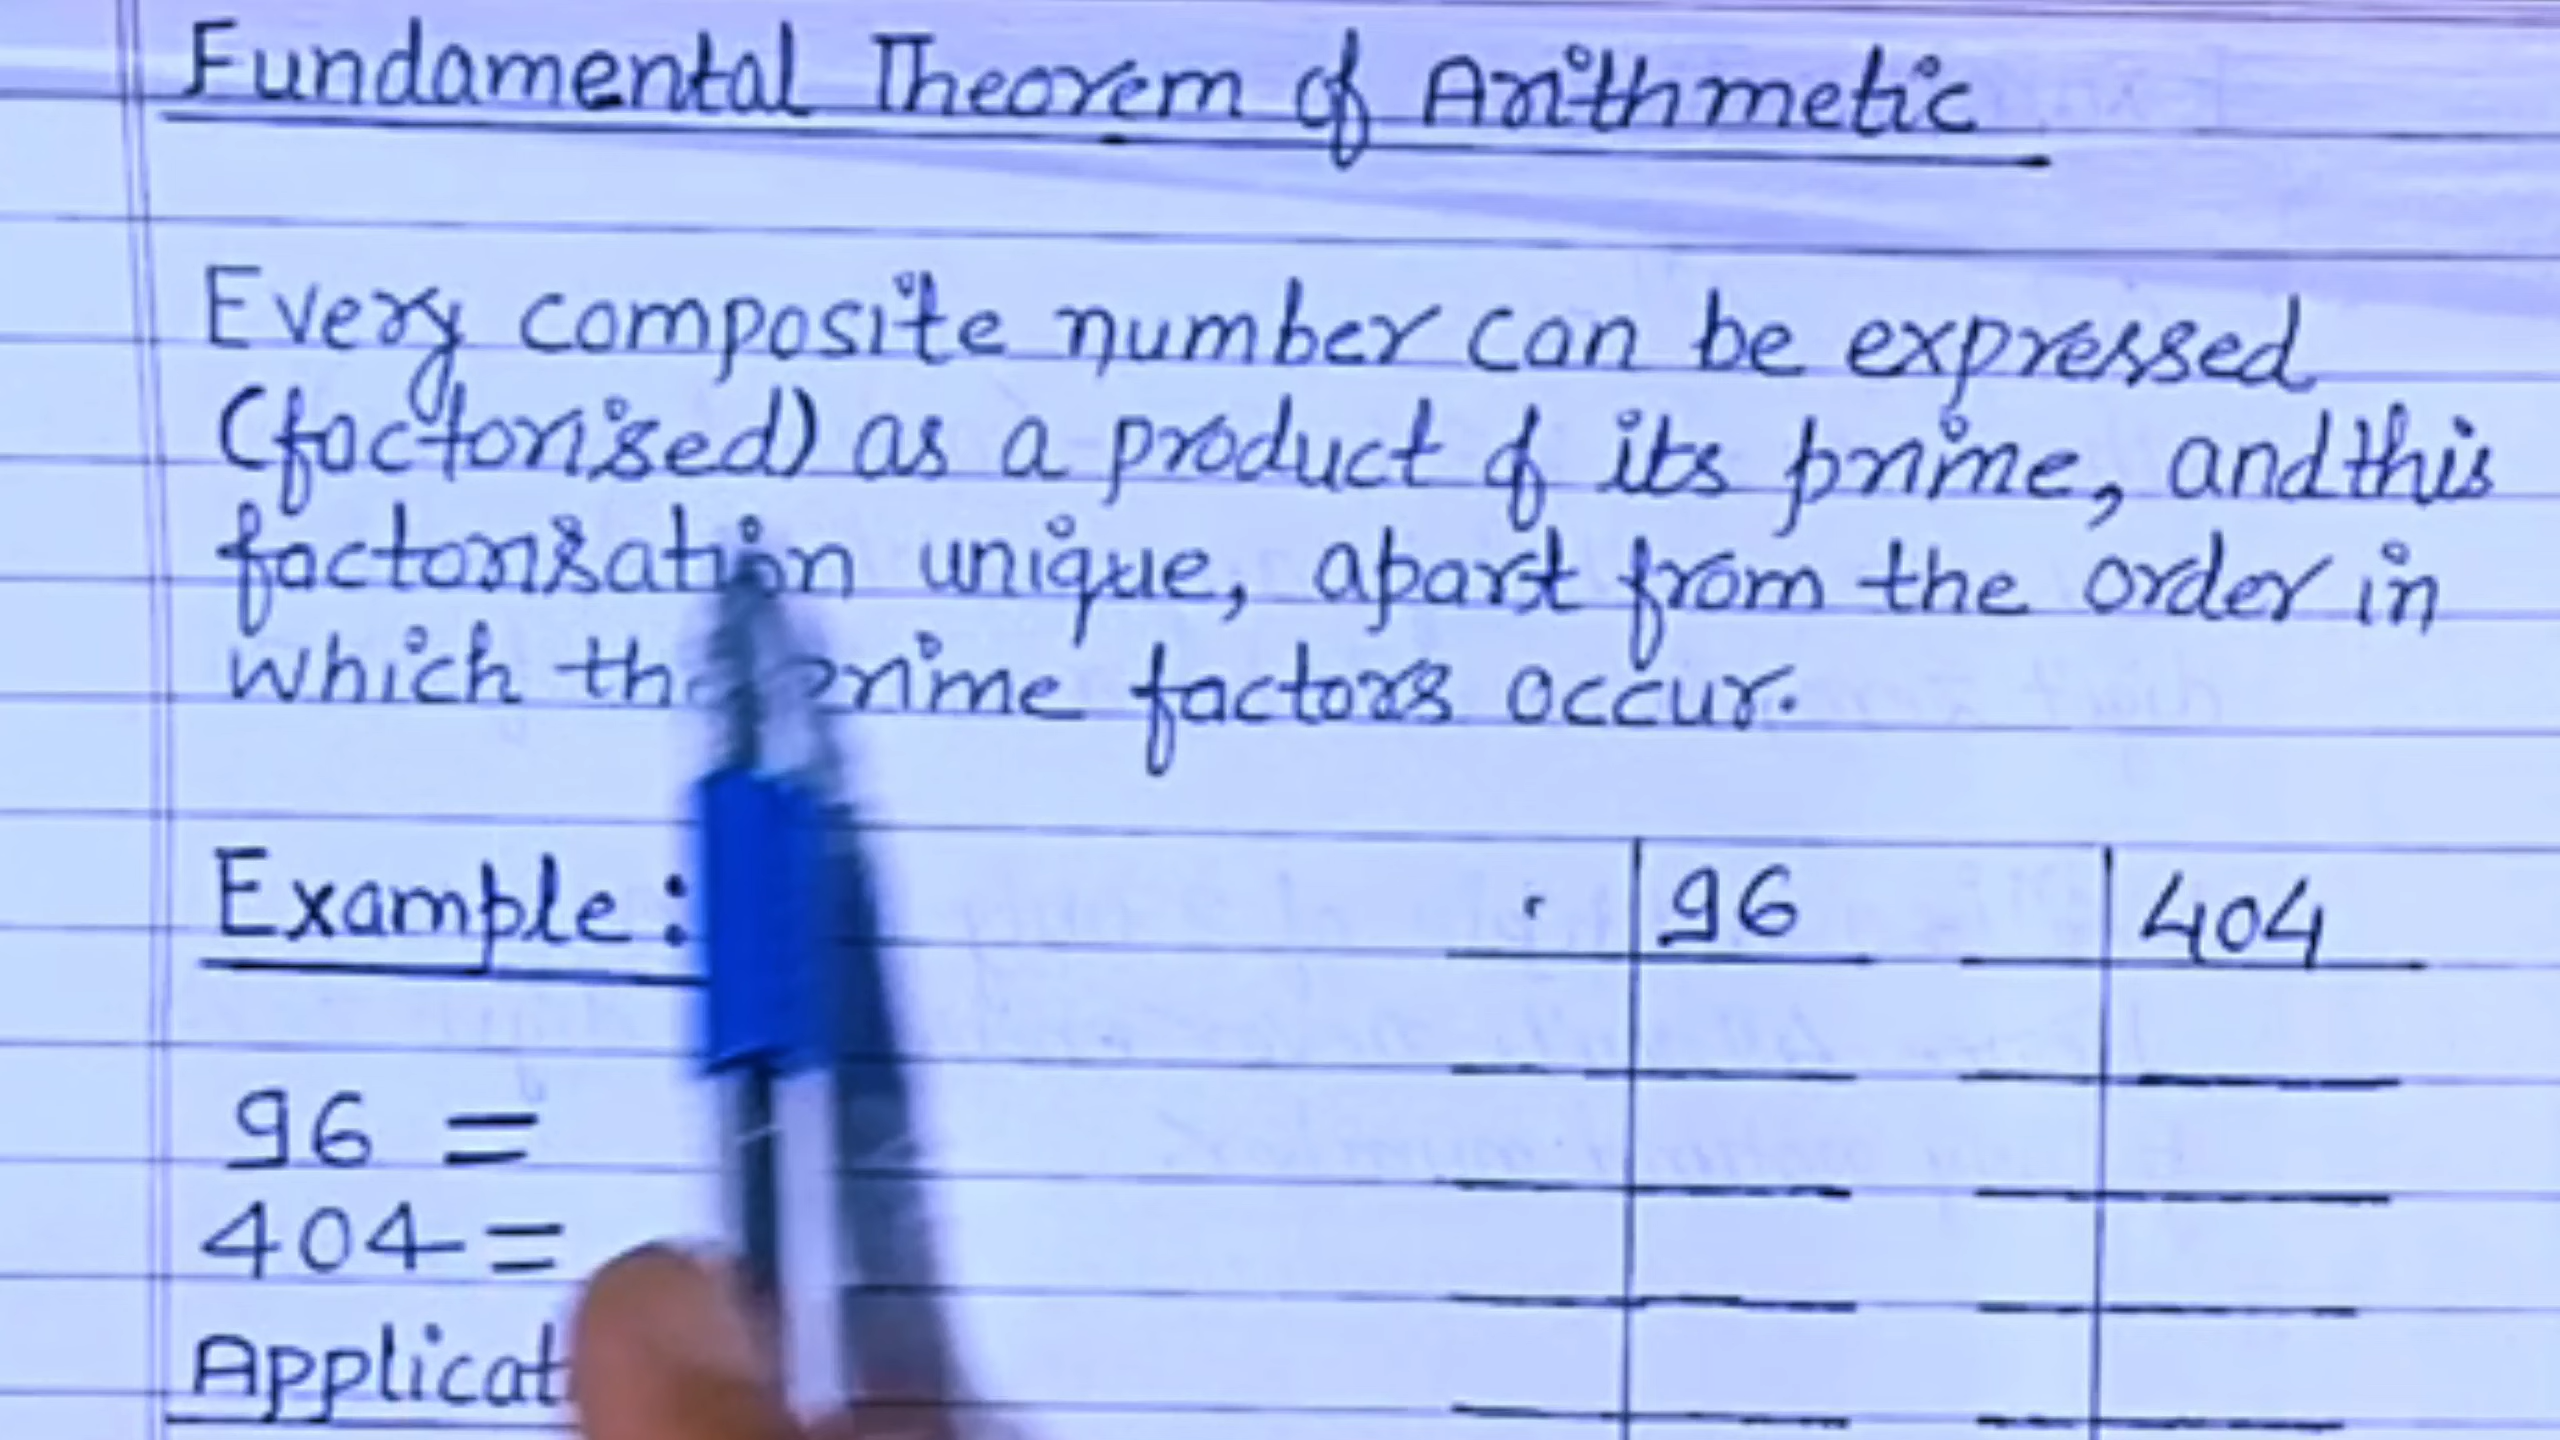 Fundamental Theorem of Arithmetic
Every composite number can be expressed
(factorised) as a product of its prime, and this
factorisation unique, apart from the order in
which prime factors occur.
Example :
96
404
96 =
404 =